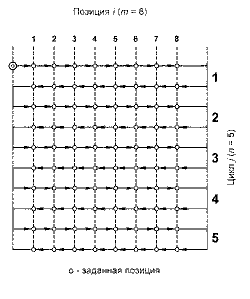 Позиция i (m = 8)
1 2 3 4 5 6 7 8
1
2
3
4
5
Цикл j (n = 5)
о - заданная позиция